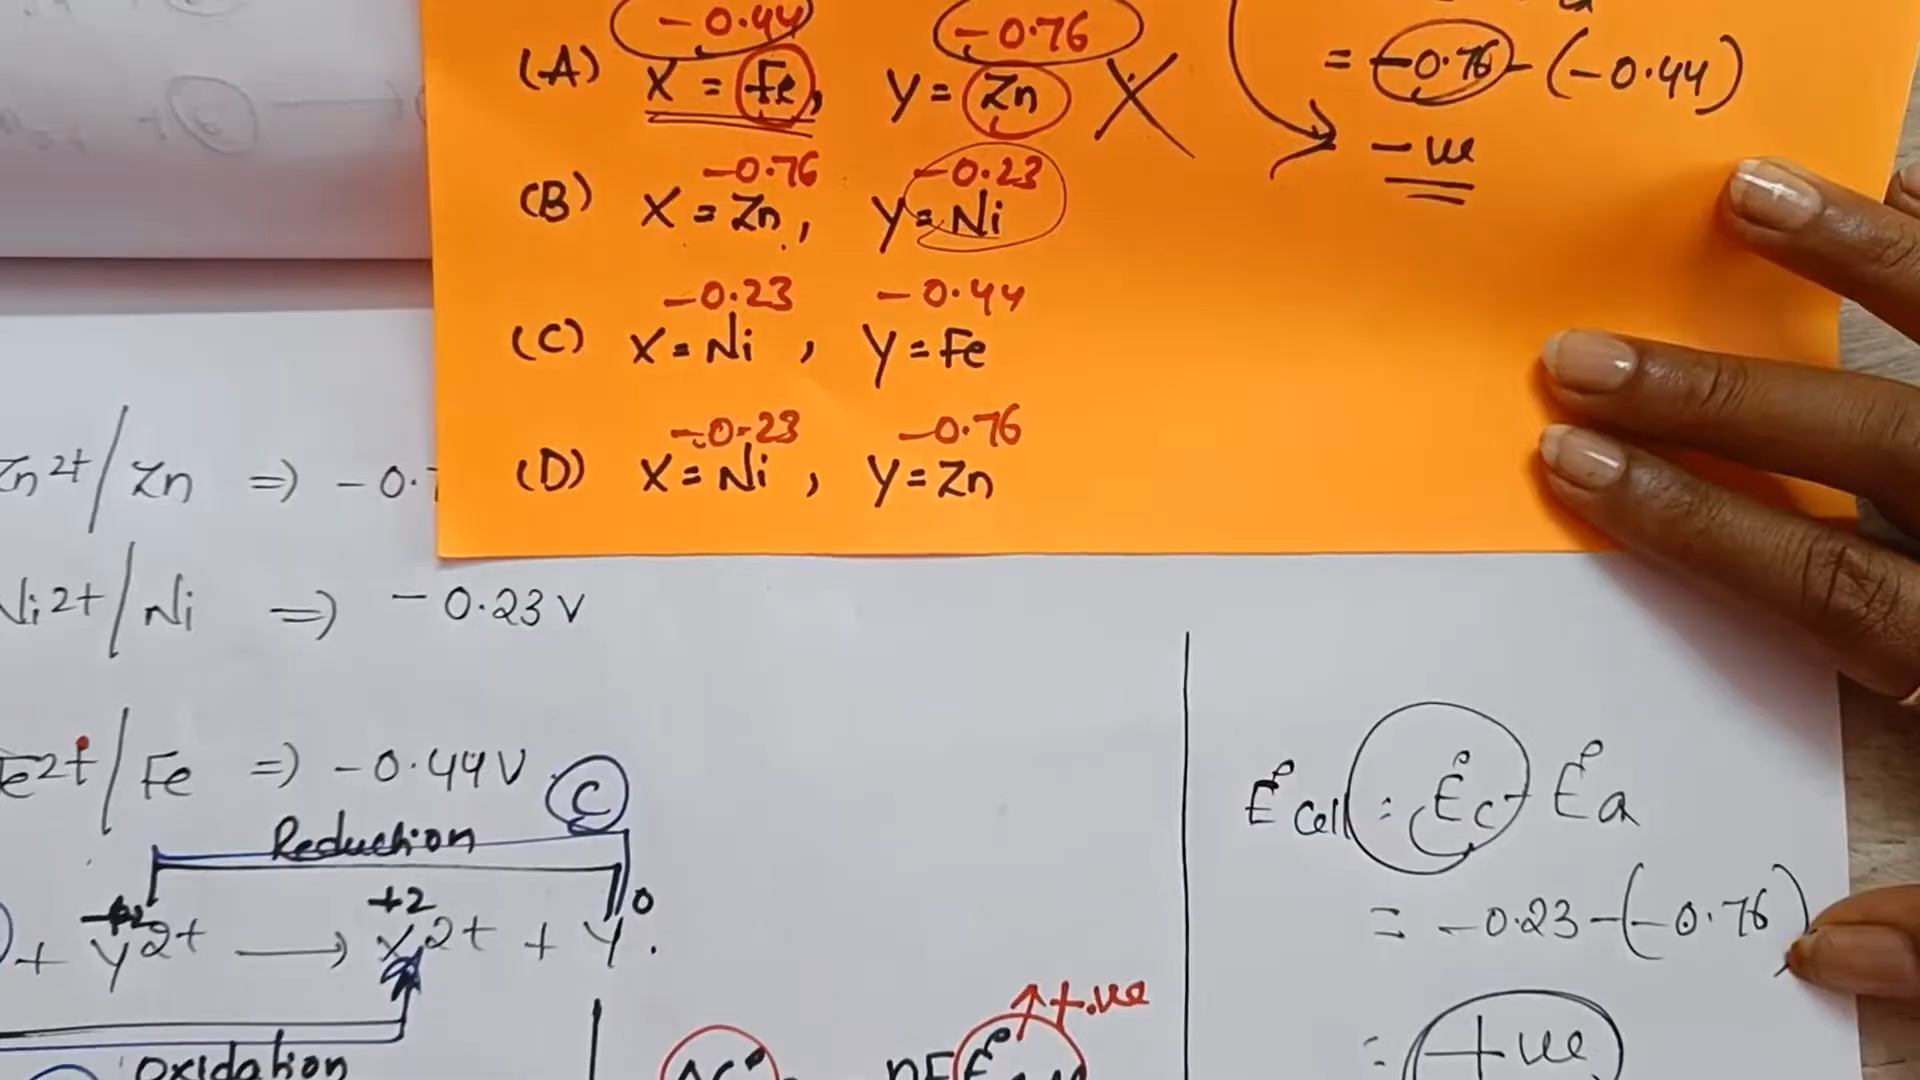 -0.44 -0.76
(A) X = Fe, Y = Zn X
-0.76 -0.23
(B) X = Zn, Y = Ni
-0.23 -0.44
(C) X = Ni, Y = Fe
-0.23 -0.76
(D) X = Ni, Y = Zn
= -0.76 - (-0.44)
-ve
Zn2+/Zn => -0.7
Ni2+/Ni => -0.23 V
Fe2+/Fe => -0.44 V
C
Reduction
+2 0
+ Y2+ → X2+ + Y.
Oxidation
↑ +.ve
E°cell = E°c - E°a
= -0.23 - (-0.76)
= +ve